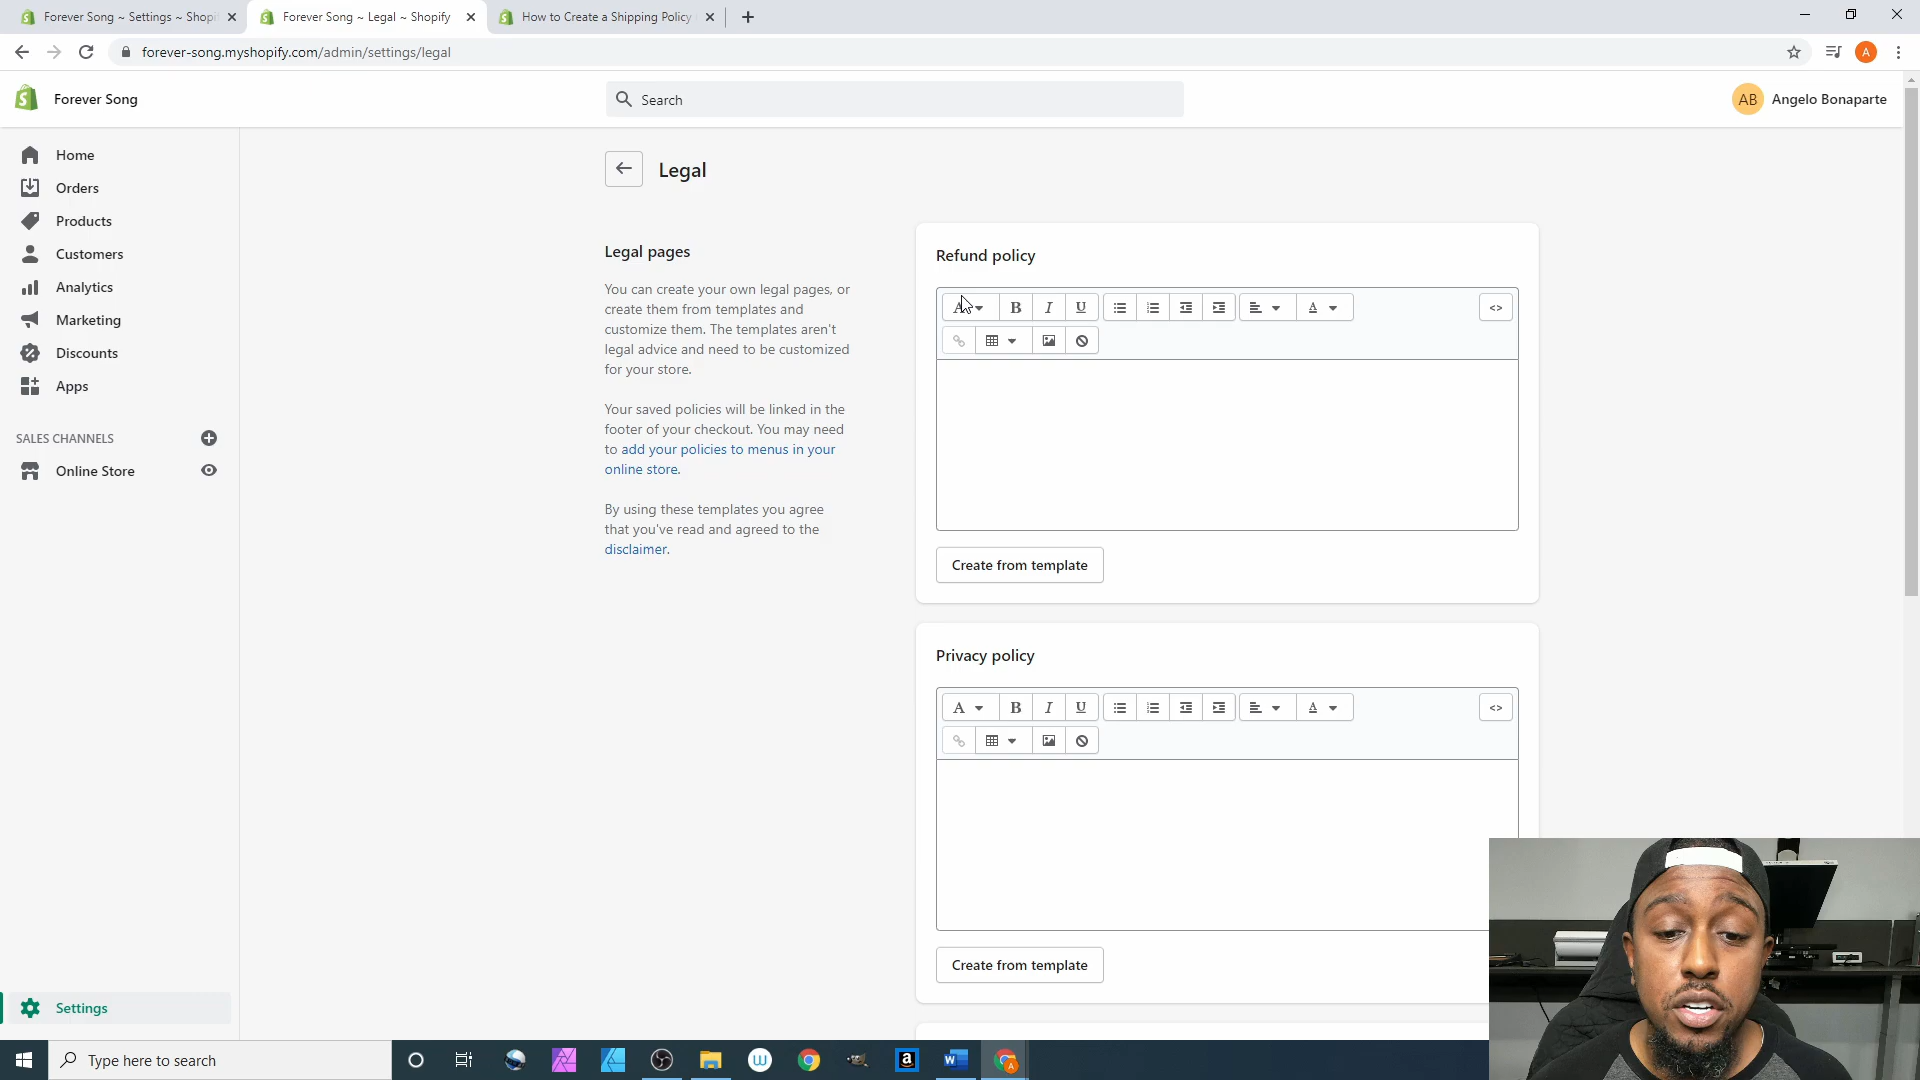 Forever Song ~ Settings ~ Shopi
Forever Song ~ Legal ~ Shopify
How to Create a Shipping Policy
forever-song.myshopify.com/admin/settings/legal
A
Forever Song
Search
AB
Angelo Bonaparte
Home
Orders
Products
Customers
Analytics
Marketing
Discounts
Apps
SALES CHANNELS
Online Store
Settings
Legal
Legal pages
You can create your own legal pages, or
create them from templates and
customize them. The templates aren't
legal advice and need to be customized
for your store.
Your saved policies will be linked in the
footer of your checkout. You may need
to add your policies to menus in your
online store.
By using these templates you agree
that you've read and agreed to the
disclaimer.
Refund policy
A B I U A <>
Create from template
Privacy policy
A B I U A <>
Create from template
Type here to search